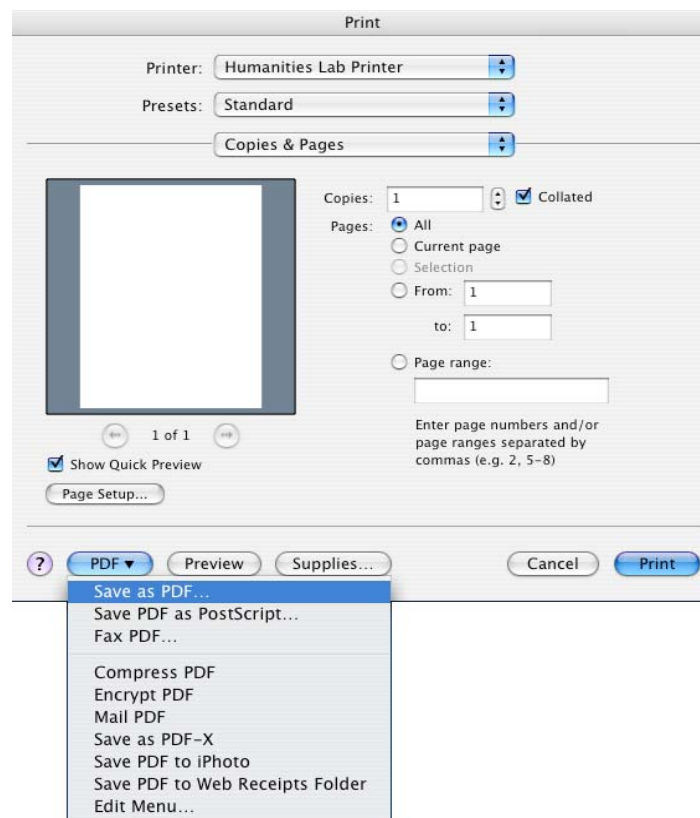 Print
Printer: Humanities Lab Printer
Presets: Standard
Copies & Pages
Copies: 1 Collated
Pages: All
Current page
Selection
From: 1
to: 1
Page range:
Enter page numbers and/or
page ranges separated by
commas (e.g. 2, 5-8)
1 of 1
Show Quick Preview
Page Setup...
? PDF▼ Preview Supplies... Cancel Print
Save as PDF...
Save PDF as PostScript...
Fax PDF...
Compress PDF
Encrypt PDF
Mail PDF
Save as PDF-X
Save PDF to iPhoto
Save PDF to Web Receipts Folder
Edit Menu...